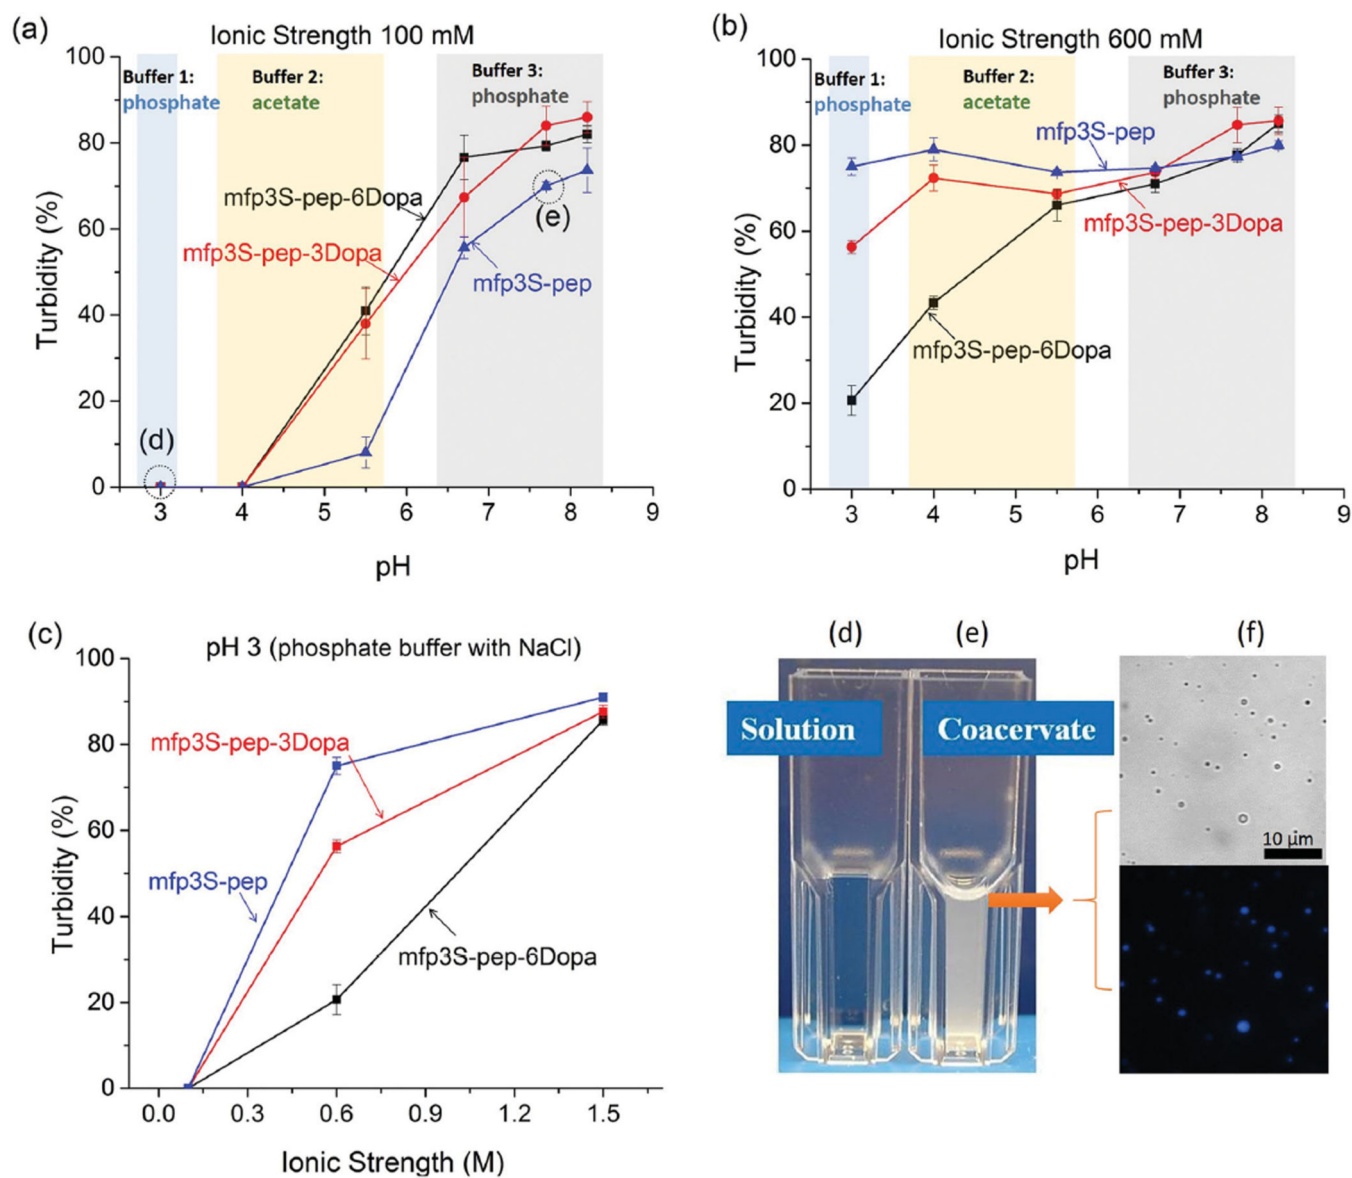 (a)
Ionic Strength 100 mM
Buffer 1:
phosphate
Buffer 2:
acetate
Buffer 3:
phosphate
mfp3S-pep-6Dopa
mfp3S-pep-3Dopa
mfp3S-pep
(d)
(e)
Turbidity (%)
100
80
60
40
20
0
3
4
5
6
7
8
9
pH
(b)
Ionic Strength 600 mM
Buffer 1:
phosphate
Buffer 2:
acetate
Buffer 3:
phosphate
mfp3S-pep
mfp3S-pep-3Dopa
mfp3S-pep-6Dopa
Turbidity (%)
100
80
60
40
20
0
3
4
5
6
7
8
9
pH
(c)
pH 3 (phosphate buffer with NaCl)
mfp3S-pep-3Dopa
mfp3S-pep
mfp3S-pep-6Dopa
Turbidity (%)
100
80
60
40
20
0
0.0
0.3
0.6
0.9
1.2
1.5
Ionic Strength (M)
(d)
(e)
(f)
Solution
Coacervate
10 μm